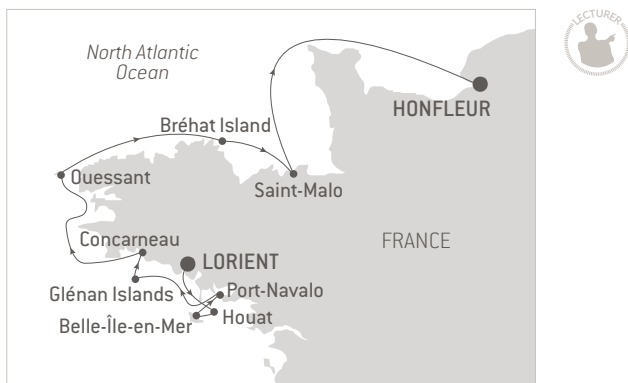 LECTURER
North Atlantic
Ocean
HONFLEUR
Bréhat Island
Ouessant
Saint-Malo
Concarneau
FRANCE
LORIENT
Glénan Islands
Port-Navalo
Houat
Belle-Île-en-Mer